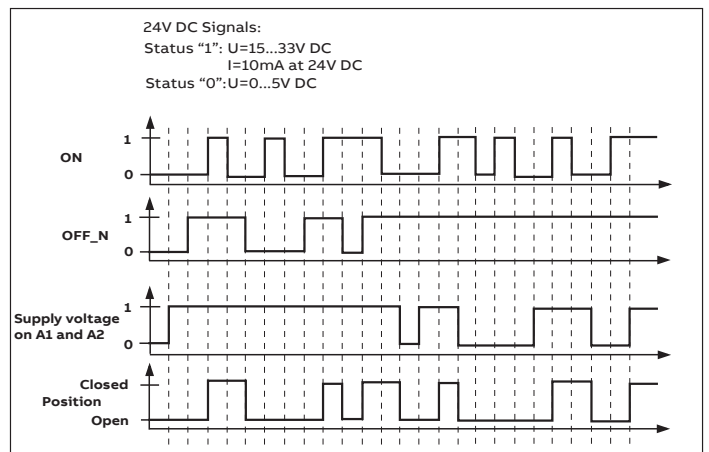 24V DC Signals:
Status “1”: U=15...33V DC
I=10mA at 24V DC
Status “0”:U=0...5V DC
1
ON
0
1
OFF_N
0
1
Supply voltage
on A1 and A2
0
Closed
Position
Open